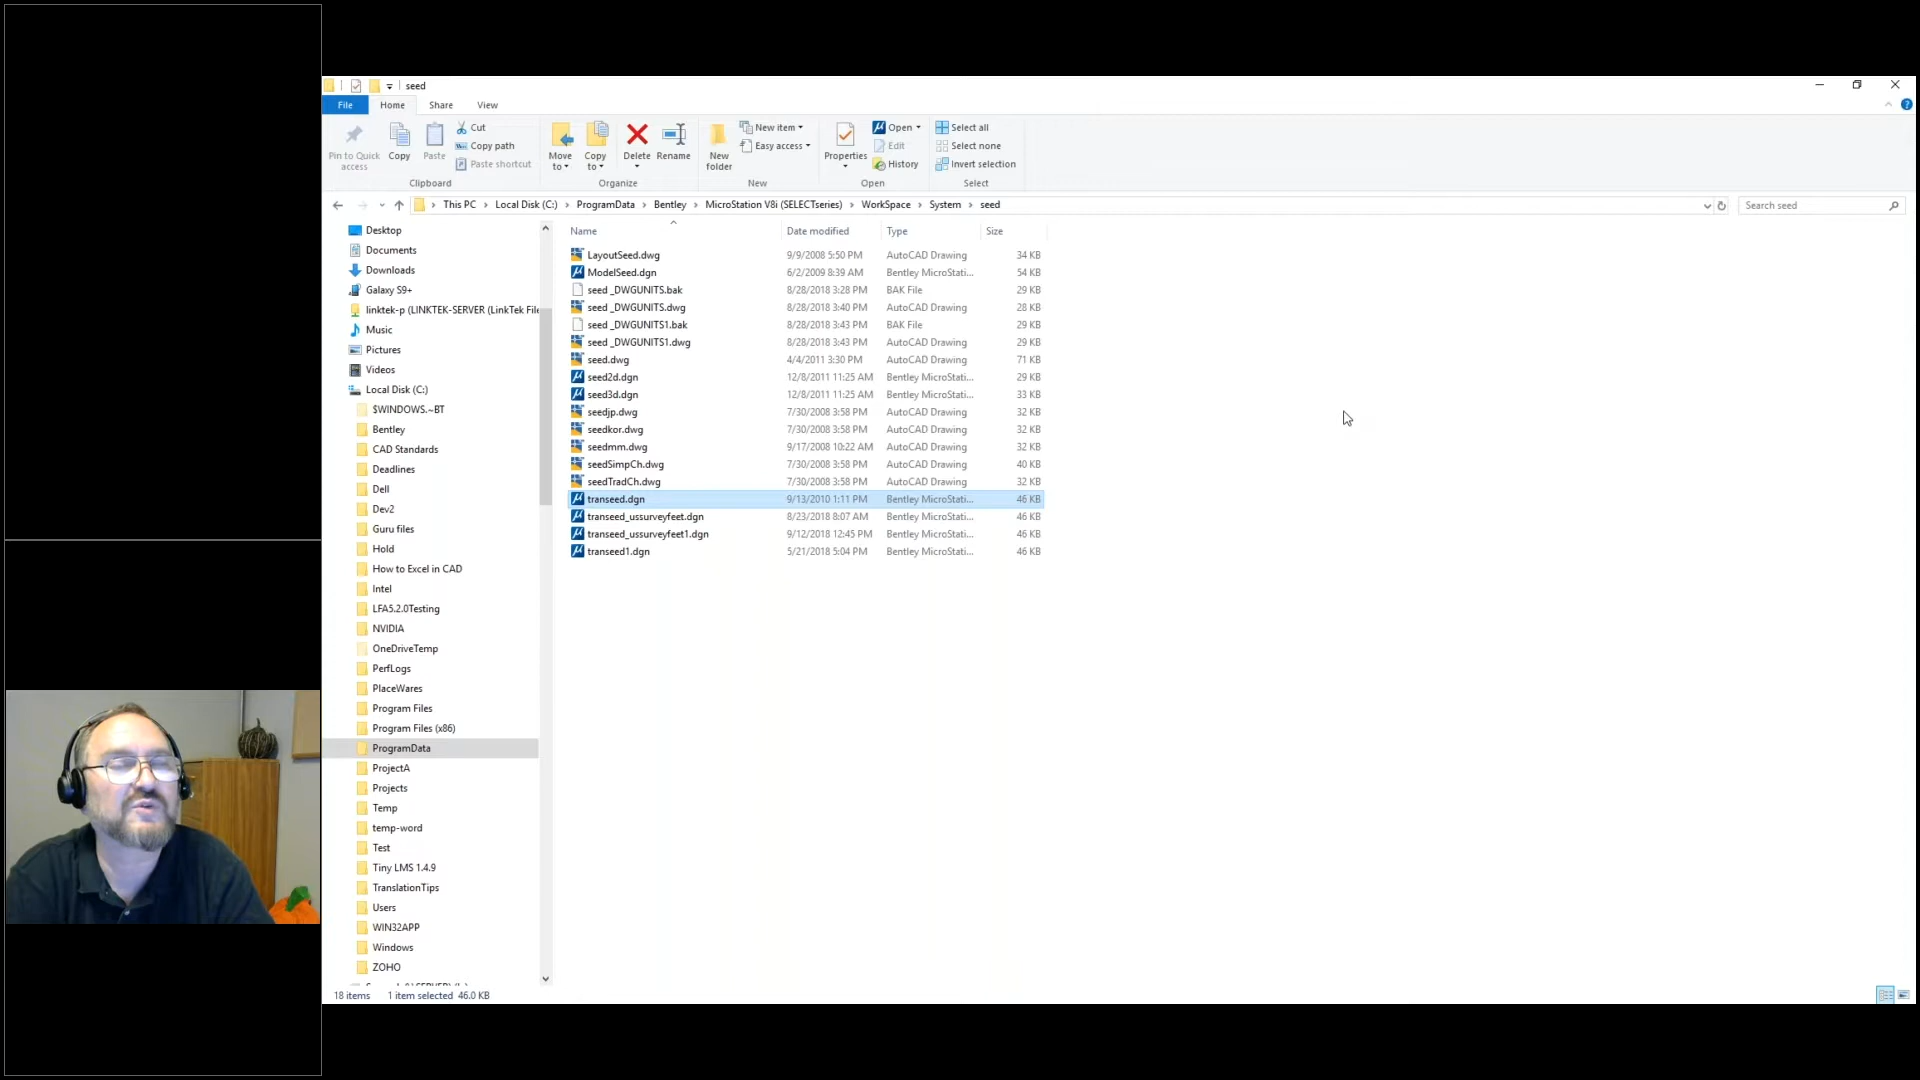 seed
File Home Share View
Pin to Quick access
Copy
Paste
Cut
Copy path
Paste shortcut
Clipboard
Move to
Copy to
Delete
Rename
Organize
New folder
New item
Easy access
New
Properties
Open
Edit
History
Open
Select all
Select none
Invert selection
Select
This PC > Local Disk (C:) > ProgramData > Bentley > MicroStation V8i (SELECTseries) > WorkSpace > System > seed
Search seed
Desktop
Documents
Downloads
Galaxy S9+
linktek-p (LINKTEK-SERVER (LinkTek File
Music
Pictures
Videos
Local Disk (C:)
$WINDOWS.~BT
Bentley
CAD Standards
Deadlines
Dell
Dev2
Guru files
Hold
How to Excel in CAD
Intel
LFA5.2.0Testing
NVIDIA
OneDriveTemp
PerfLogs
PlaceWares
Program Files
Program Files (x86)
ProgramData
ProjectA
Projects
Temp
temp-word
Test
Tiny LMS 1.4.9
TranslationTips
Users
WIN32APP
Windows
ZOHO
Name Date modified Type Size
LayoutSeed.dwg 9/9/2008 5:50 PM AutoCAD Drawing 34 KB
ModelSeed.dgn 6/2/2009 8:39 AM Bentley MicroStati... 54 KB
seed _DWGUNITS.bak 8/28/2018 3:28 PM BAK File 29 KB
seed _DWGUNITS.dwg 8/28/2018 3:40 PM AutoCAD Drawing 28 KB
seed _DWGUNITS1.bak 8/28/2018 3:43 PM BAK File 29 KB
seed _DWGUNITS1.dwg 8/28/2018 3:43 PM AutoCAD Drawing 29 KB
seed.dwg 4/4/2011 3:30 PM AutoCAD Drawing 71 KB
seed2d.dgn 12/8/2011 11:25 AM Bentley MicroStati... 29 KB
seed3d.dgn 12/8/2011 11:25 AM Bentley MicroStati... 33 KB
seedjp.dwg 7/30/2008 3:58 PM AutoCAD Drawing 32 KB
seedkor.dwg 7/30/2008 3:58 PM AutoCAD Drawing 32 KB
seedmm.dwg 9/17/2008 10:22 AM AutoCAD Drawing 32 KB
seedSimpCh.dwg 7/30/2008 3:58 PM AutoCAD Drawing 40 KB
seedTradCh.dwg 7/30/2008 3:58 PM AutoCAD Drawing 32 KB
transeed.dgn 9/13/2010 1:11 PM Bentley MicroStati... 46 KB
transeed_ussurveyfeet.dgn 8/23/2018 8:07 AM Bentley MicroStati... 46 KB
transeed_ussurveyfeet1.dgn 9/12/2018 12:45 PM Bentley MicroStati... 46 KB
transeed1.dgn 5/21/2018 5:04 PM Bentley MicroStati... 46 KB
18 items 1 item selected 46.0 KB